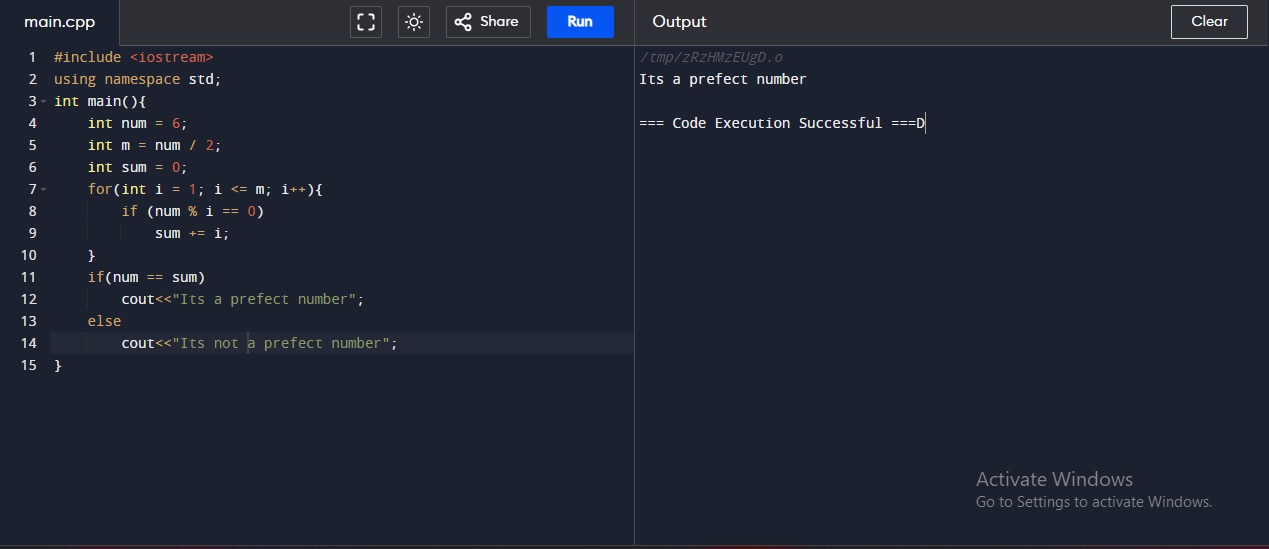 main.cpp Share Run Output Clear
1 #include <iostream>
2 using namespace std;
3 int main(){
4 int num = 6;
5 int m = num / 2;
6 int sum = 0;
7 for(int i = 1; i <= m; i++){
8 if (num % i == 0)
9 sum += i;
10 }
11 if(num == sum)
12 cout<<"Its a prefect number";
13 else
14 cout<<"Its not a prefect number";
15 }
/tmp/zRzHMzEUgD.o
Its a prefect number
=== Code Execution Successful ===D
Activate Windows
Go to Settings to activate Windows.